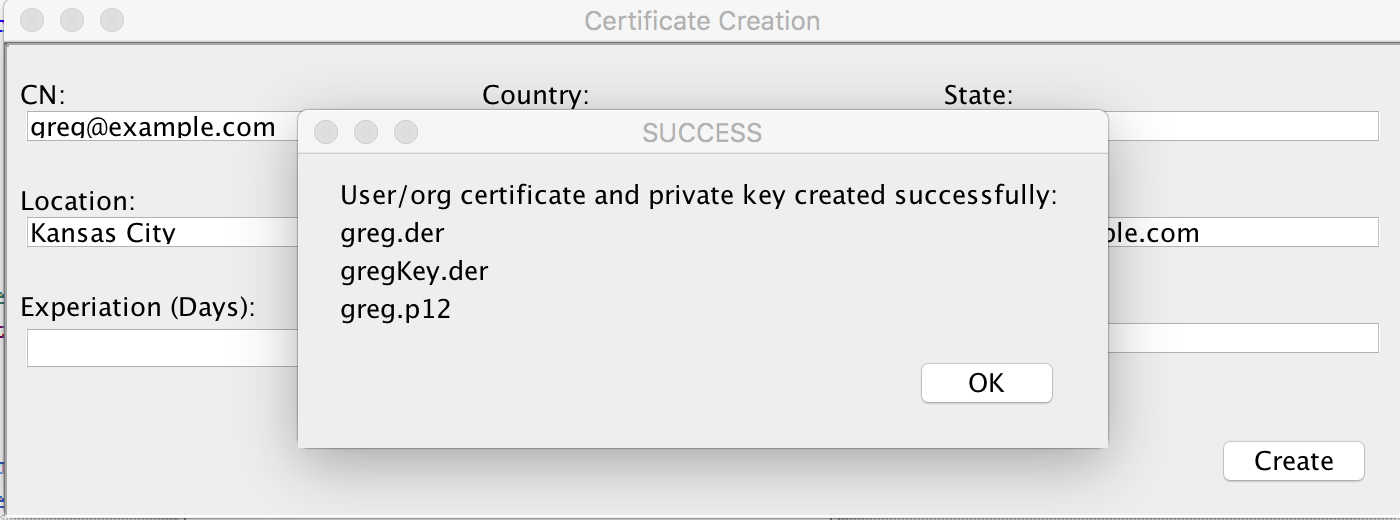 Certificate Creation
CN:
Country:
State:
greg@example.com
SUCCESS
User/org certificate and private key created successfully:
greg.der
gregKey.der
greg.p12
OK
Location:
Kansas City
ple.com
Experiation (Days):
Create